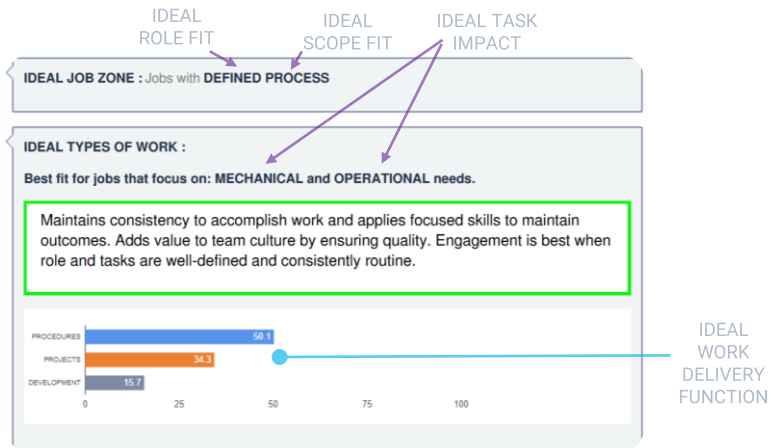 IDEAL
ROLE FIT
IDEAL
SCOPE FIT
IDEAL TASK
IMPACT
IDEAL JOB ZONE : Jobs with DEFINED PROCESS
IDEAL TYPES OF WORK :
Best fit for jobs that focus on: MECHANICAL and OPERATIONAL needs.
Maintains consistency to accomplish work and applies focused skills to maintain
outcomes. Adds value to team culture by ensuring quality. Engagement is best when
role and tasks are well-defined and consistently routine.
PROCEDURES 50.1
PROJECTS 34.3
DEVELOPMENT 15.7
0 25 50 75 100
IDEAL
WORK
DELIVERY
FUNCTION